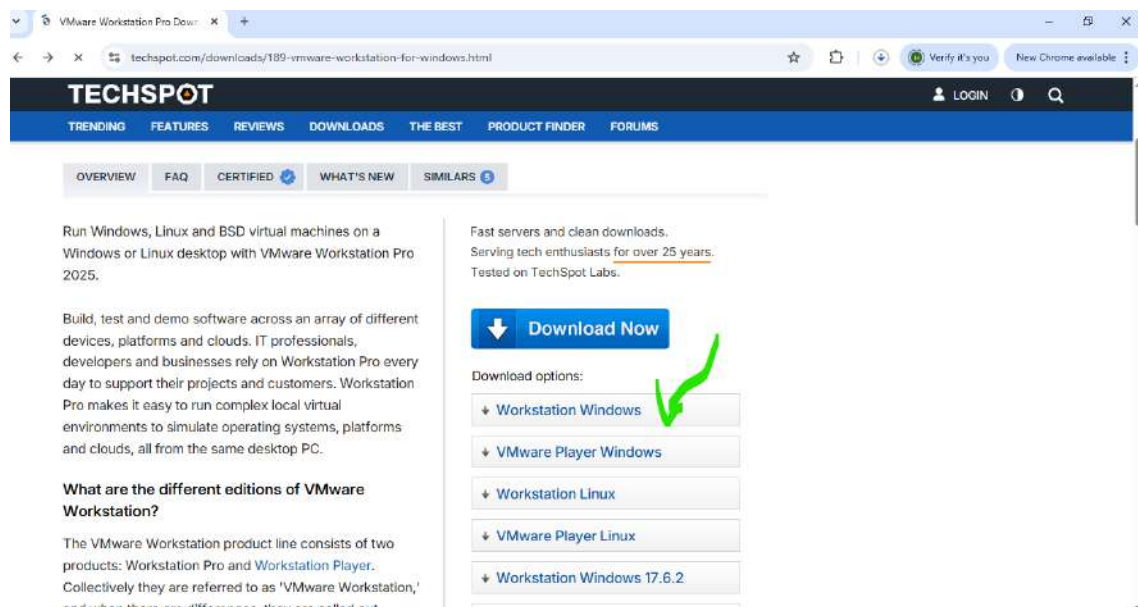 VMware Workstation Pro Down
techspot.com/downloads/189-vmware-workstation-for-windows.html
Verify it's you
New Chrome available
TECHSPOT
LOGIN
TRENDING FEATURES REVIEWS DOWNLOADS THE BEST PRODUCT FINDER FORUMS
OVERVIEW FAQ CERTIFIED WHAT'S NEW SIMILARS 5
Run Windows, Linux and BSD virtual machines on a
Windows or Linux desktop with VMware Workstation Pro
2025.
Build, test and demo software across an array of different
devices, platforms and clouds. IT professionals,
developers and businesses rely on Workstation Pro every
day to support their projects and customers. Workstation
Pro makes it easy to run complex local virtual
environments to simulate operating systems, platforms
and clouds, all from the same desktop PC.
What are the different editions of VMware
Workstation?
The VMware Workstation product line consists of two
products: Workstation Pro and Workstation Player.
Collectively they are referred to as 'VMware Workstation,'
Fast servers and clean downloads.
Serving tech enthusiasts for over 25 years.
Tested on TechSpot Labs.
Download Now
Download options:
Workstation Windows
VMware Player Windows
Workstation Linux
VMware Player Linux
Workstation Windows 17.6.2